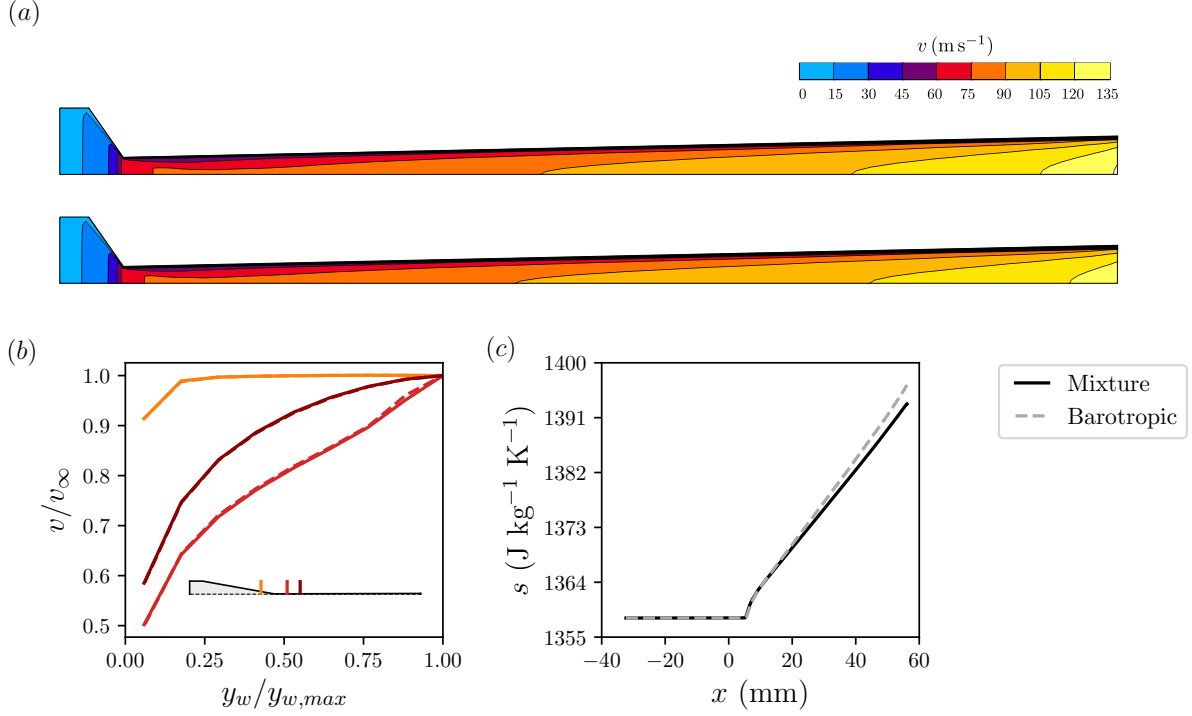 (a)
v (m s⁻¹)
0 15 30 45 60 75 90 105 120 135
(b)
1.0
0.9
0.8
0.7
0.6
0.5
v/v∞
0.00 0.25 0.50 0.75 1.00
y_w/y_{w,max}
(c)
1400
1391
1382
1373
1364
1355
s (J kg⁻¹ K⁻¹)
−40 −20 0 20 40 60
x (mm)
Mixture
Barotropic